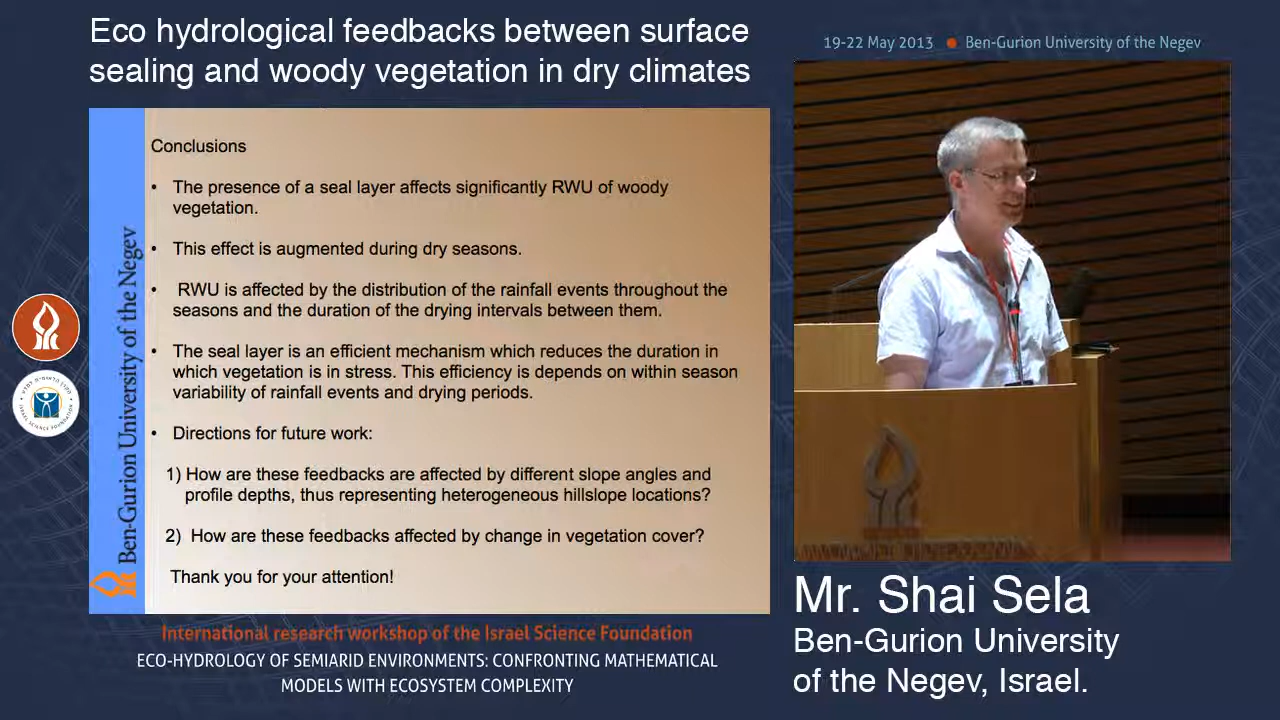 Eco hydrological feedbacks between surface
sealing and woody vegetation in dry climates
19-22 May 2013 ● Ben-Gurion University of the Negev
Ben-Gurion University of the Negev
Conclusions
• The presence of a seal layer affects significantly RWU of woody
vegetation.
• This effect is augmented during dry seasons.
• RWU is affected by the distribution of the rainfall events throughout the
seasons and the duration of the drying intervals between them.
• The seal layer is an efficient mechanism which reduces the duration in
which vegetation is in stress. This efficiency is depends on within season
variability of rainfall events and drying periods.
• Directions for future work:
1) How are these feedbacks are affected by different slope angles and
profile depths, thus representing heterogeneous hillslope locations?
2) How are these feedbacks affected by change in vegetation cover?
Thank you for your attention!
International research workshop of the Israel Science Foundation
ECO-HYDROLOGY OF SEMIARID ENVIRONMENTS: CONFRONTING MATHEMATICAL
MODELS WITH ECOSYSTEM COMPLEXITY
Mr. Shai Sela
Ben-Gurion University
of the Negev, Israel.